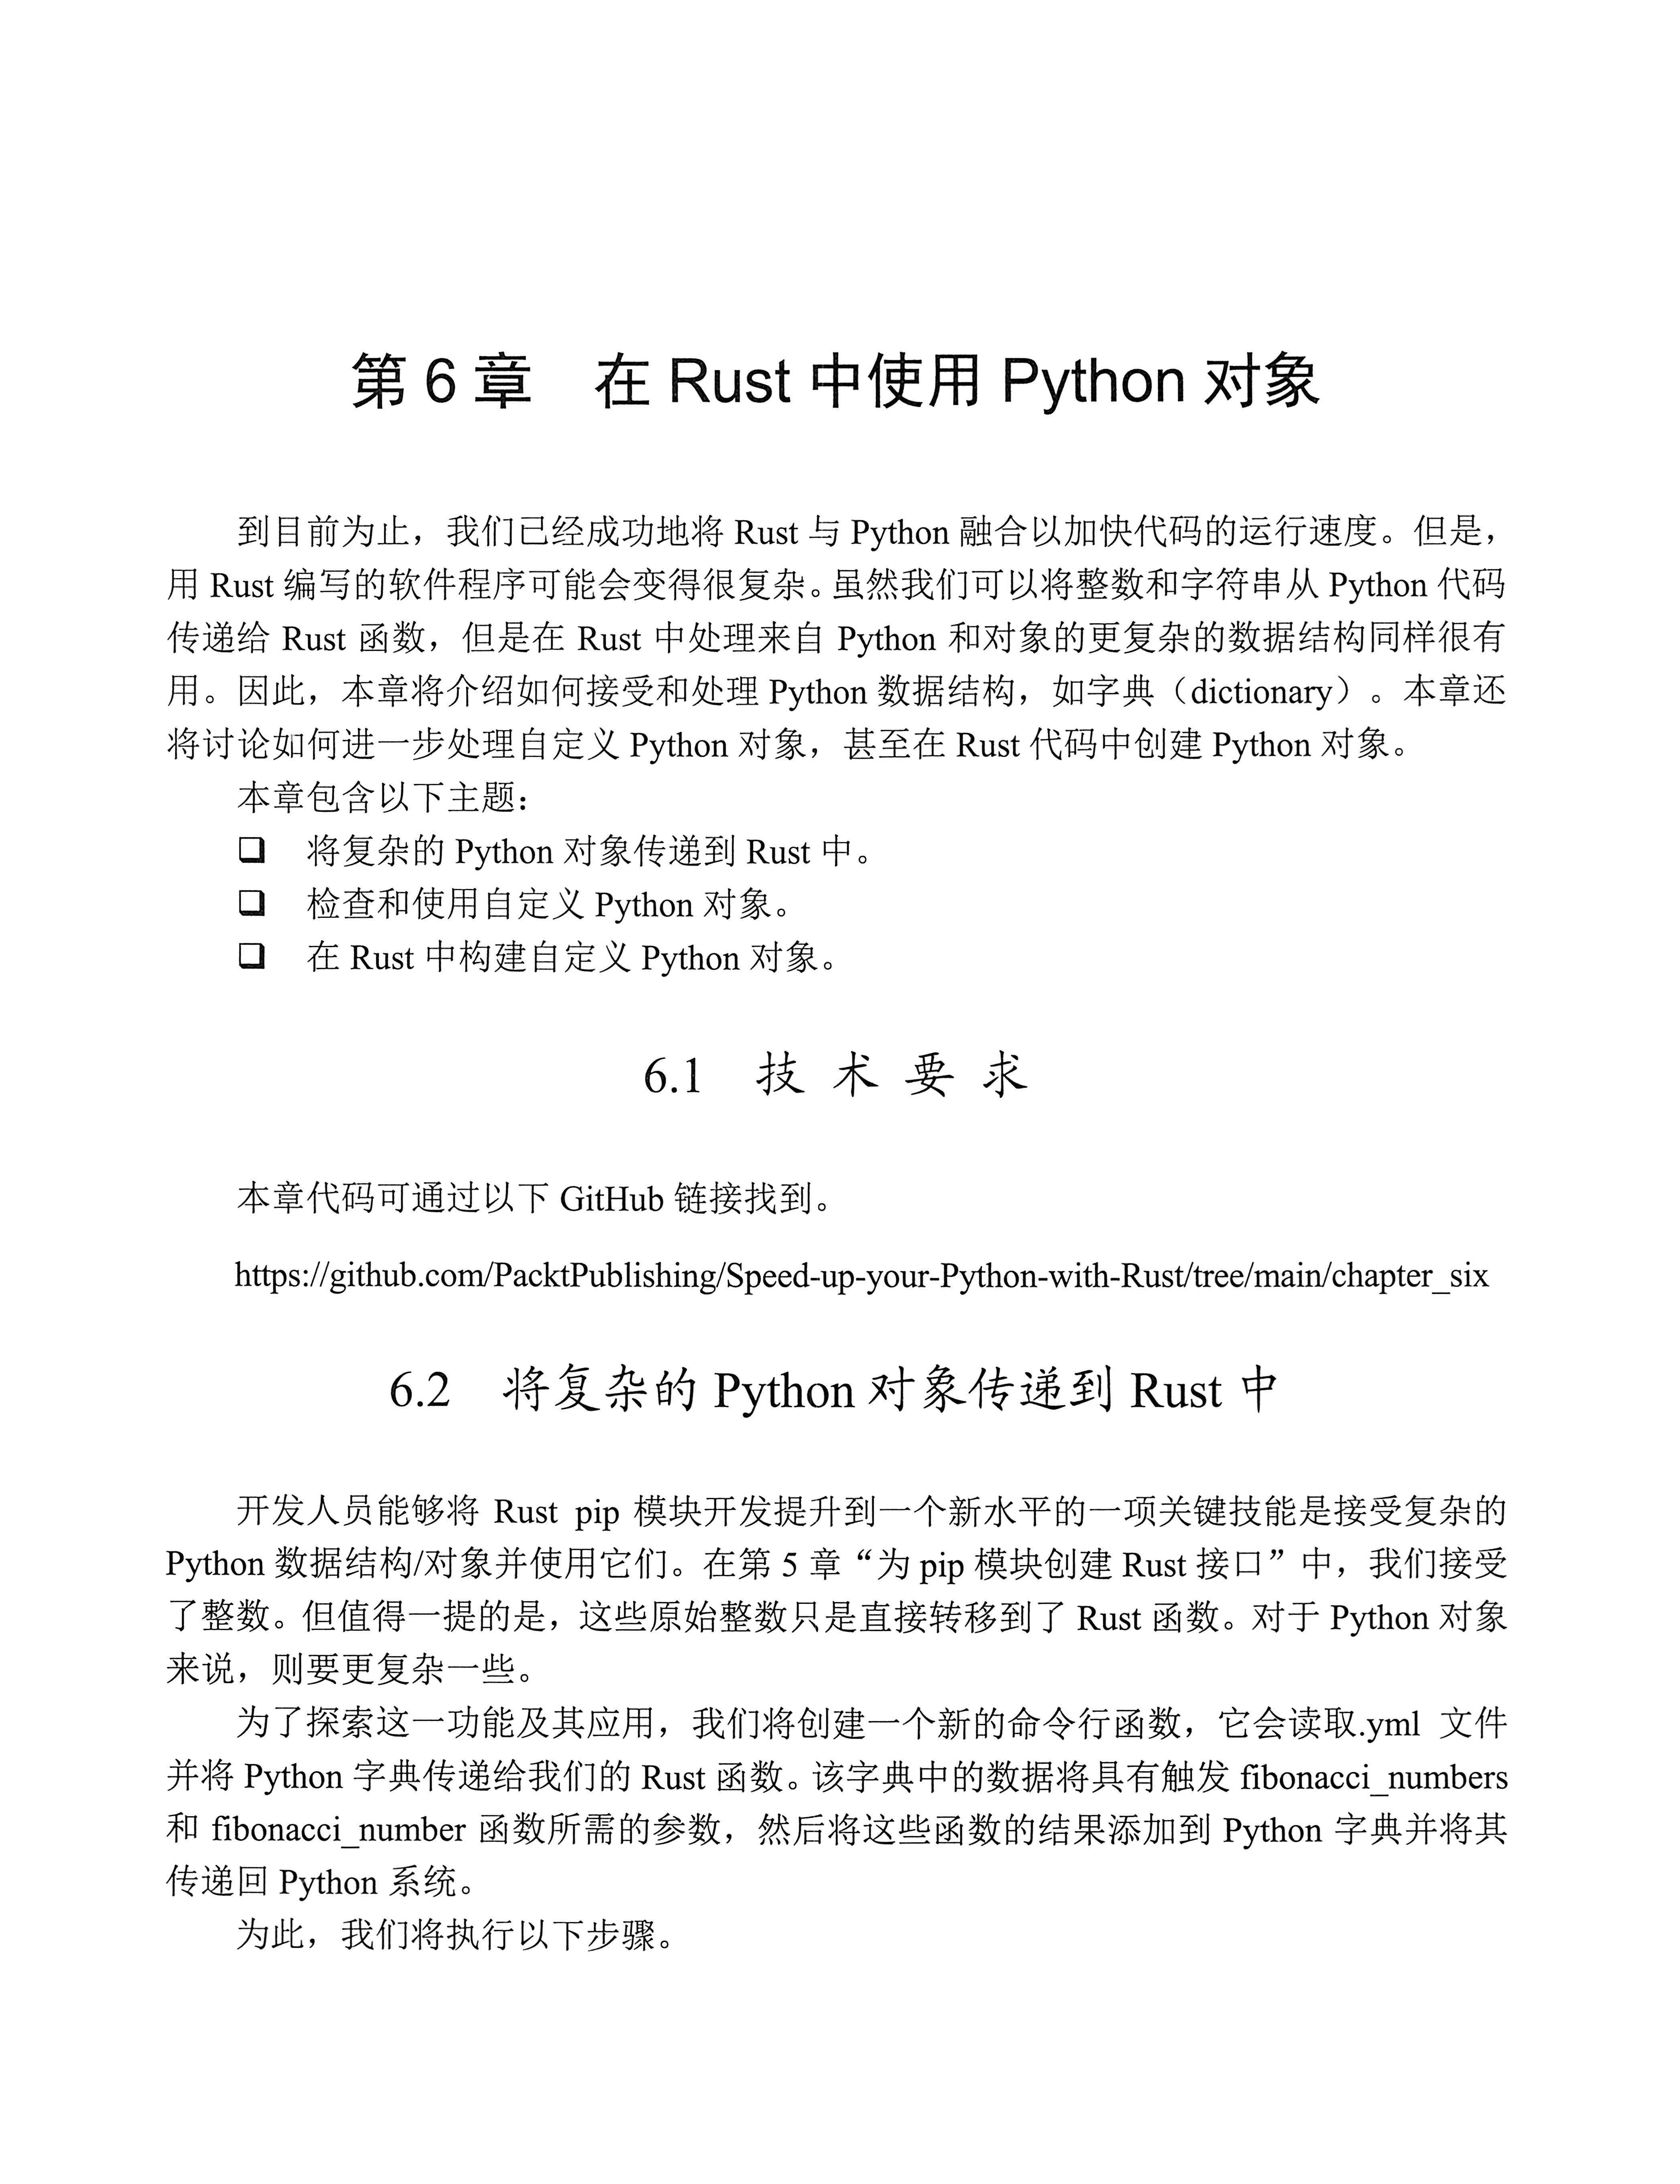 第 6 章 在 Rust 中使用 Python 对象
到目前为止，我们已经成功地将 Rust 与 Python 融合以加快代码的运行速度。但是，
用 Rust 编写的软件程序可能会变得很复杂。虽然我们可以将整数和字符串从 Python 代码
传递给 Rust 函数，但是在 Rust 中处理来自 Python 和对象的更复杂的数据结构同样很有
用。因此，本章将介绍如何接受和处理 Python 数据结构，如字典（dictionary）。本章还
将讨论如何进一步处理自定义 Python 对象，甚至在 Rust 代码中创建 Python 对象。
本章包含以下主题：
❑ 将复杂的 Python 对象传递到 Rust 中。
❑ 检查和使用自定义 Python 对象。
❑ 在 Rust 中构建自定义 Python 对象。
6.1 技 术 要 求
本章代码可通过以下 GitHub 链接找到。
https://github.com/PacktPublishing/Speed-up-your-Python-with-Rust/tree/main/chapter_six
6.2 将复杂的 Python 对象传递到 Rust 中
开发人员能够将 Rust pip 模块开发提升到一个新水平的一项关键技能是接受复杂的
Python 数据结构/对象并使用它们。在第 5 章“为 pip 模块创建 Rust 接口”中，我们接受
了整数。但值得一提的是，这些原始整数只是直接转移到了 Rust 函数。对于 Python 对象
来说，则要更复杂一些。
为了探索这一功能及其应用，我们将创建一个新的命令行函数，它会读取.yml 文件
并将 Python 字典传递给我们的 Rust 函数。该字典中的数据将具有触发 fibonacci_numbers
和 fibonacci_number 函数所需的参数，然后将这些函数的结果添加到 Python 字典并将其
传递回 Python 系统。
为此，我们将执行以下步骤。